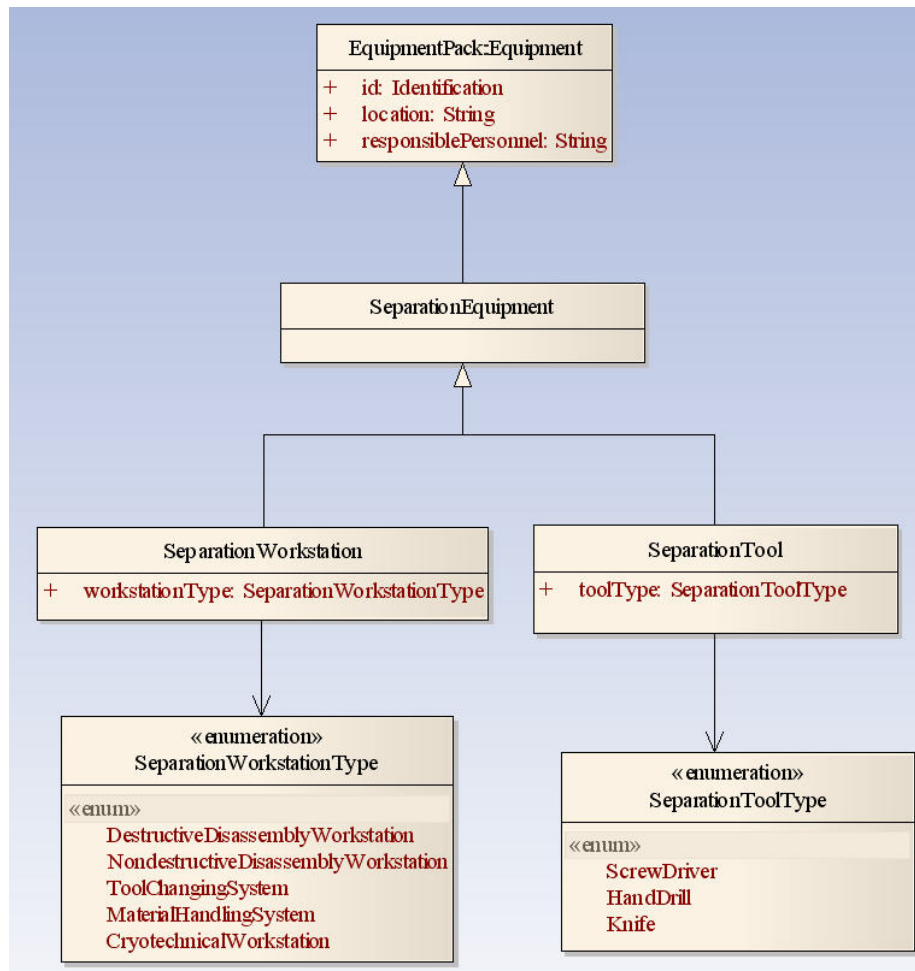 EquipmentPack::Equipment
+ id: Identification
+ location: String
+ responsiblePersonnel: String
SeparationEquipment
SeparationWorkstation
+ workstationType: SeparationWorkstationType
SeparationTool
+ toolType: SeparationToolType
«enumeration»
SeparationWorkstationType
«enum»
DestructiveDisassemblyWorkstation
NondestructiveDisassemblyWorkstation
ToolChangingSystem
MaterialHandlingSystem
CryotechnicalWorkstation
«enumeration»
SeparationToolType
«enum»
ScrewDriver
HandDrill
Knife